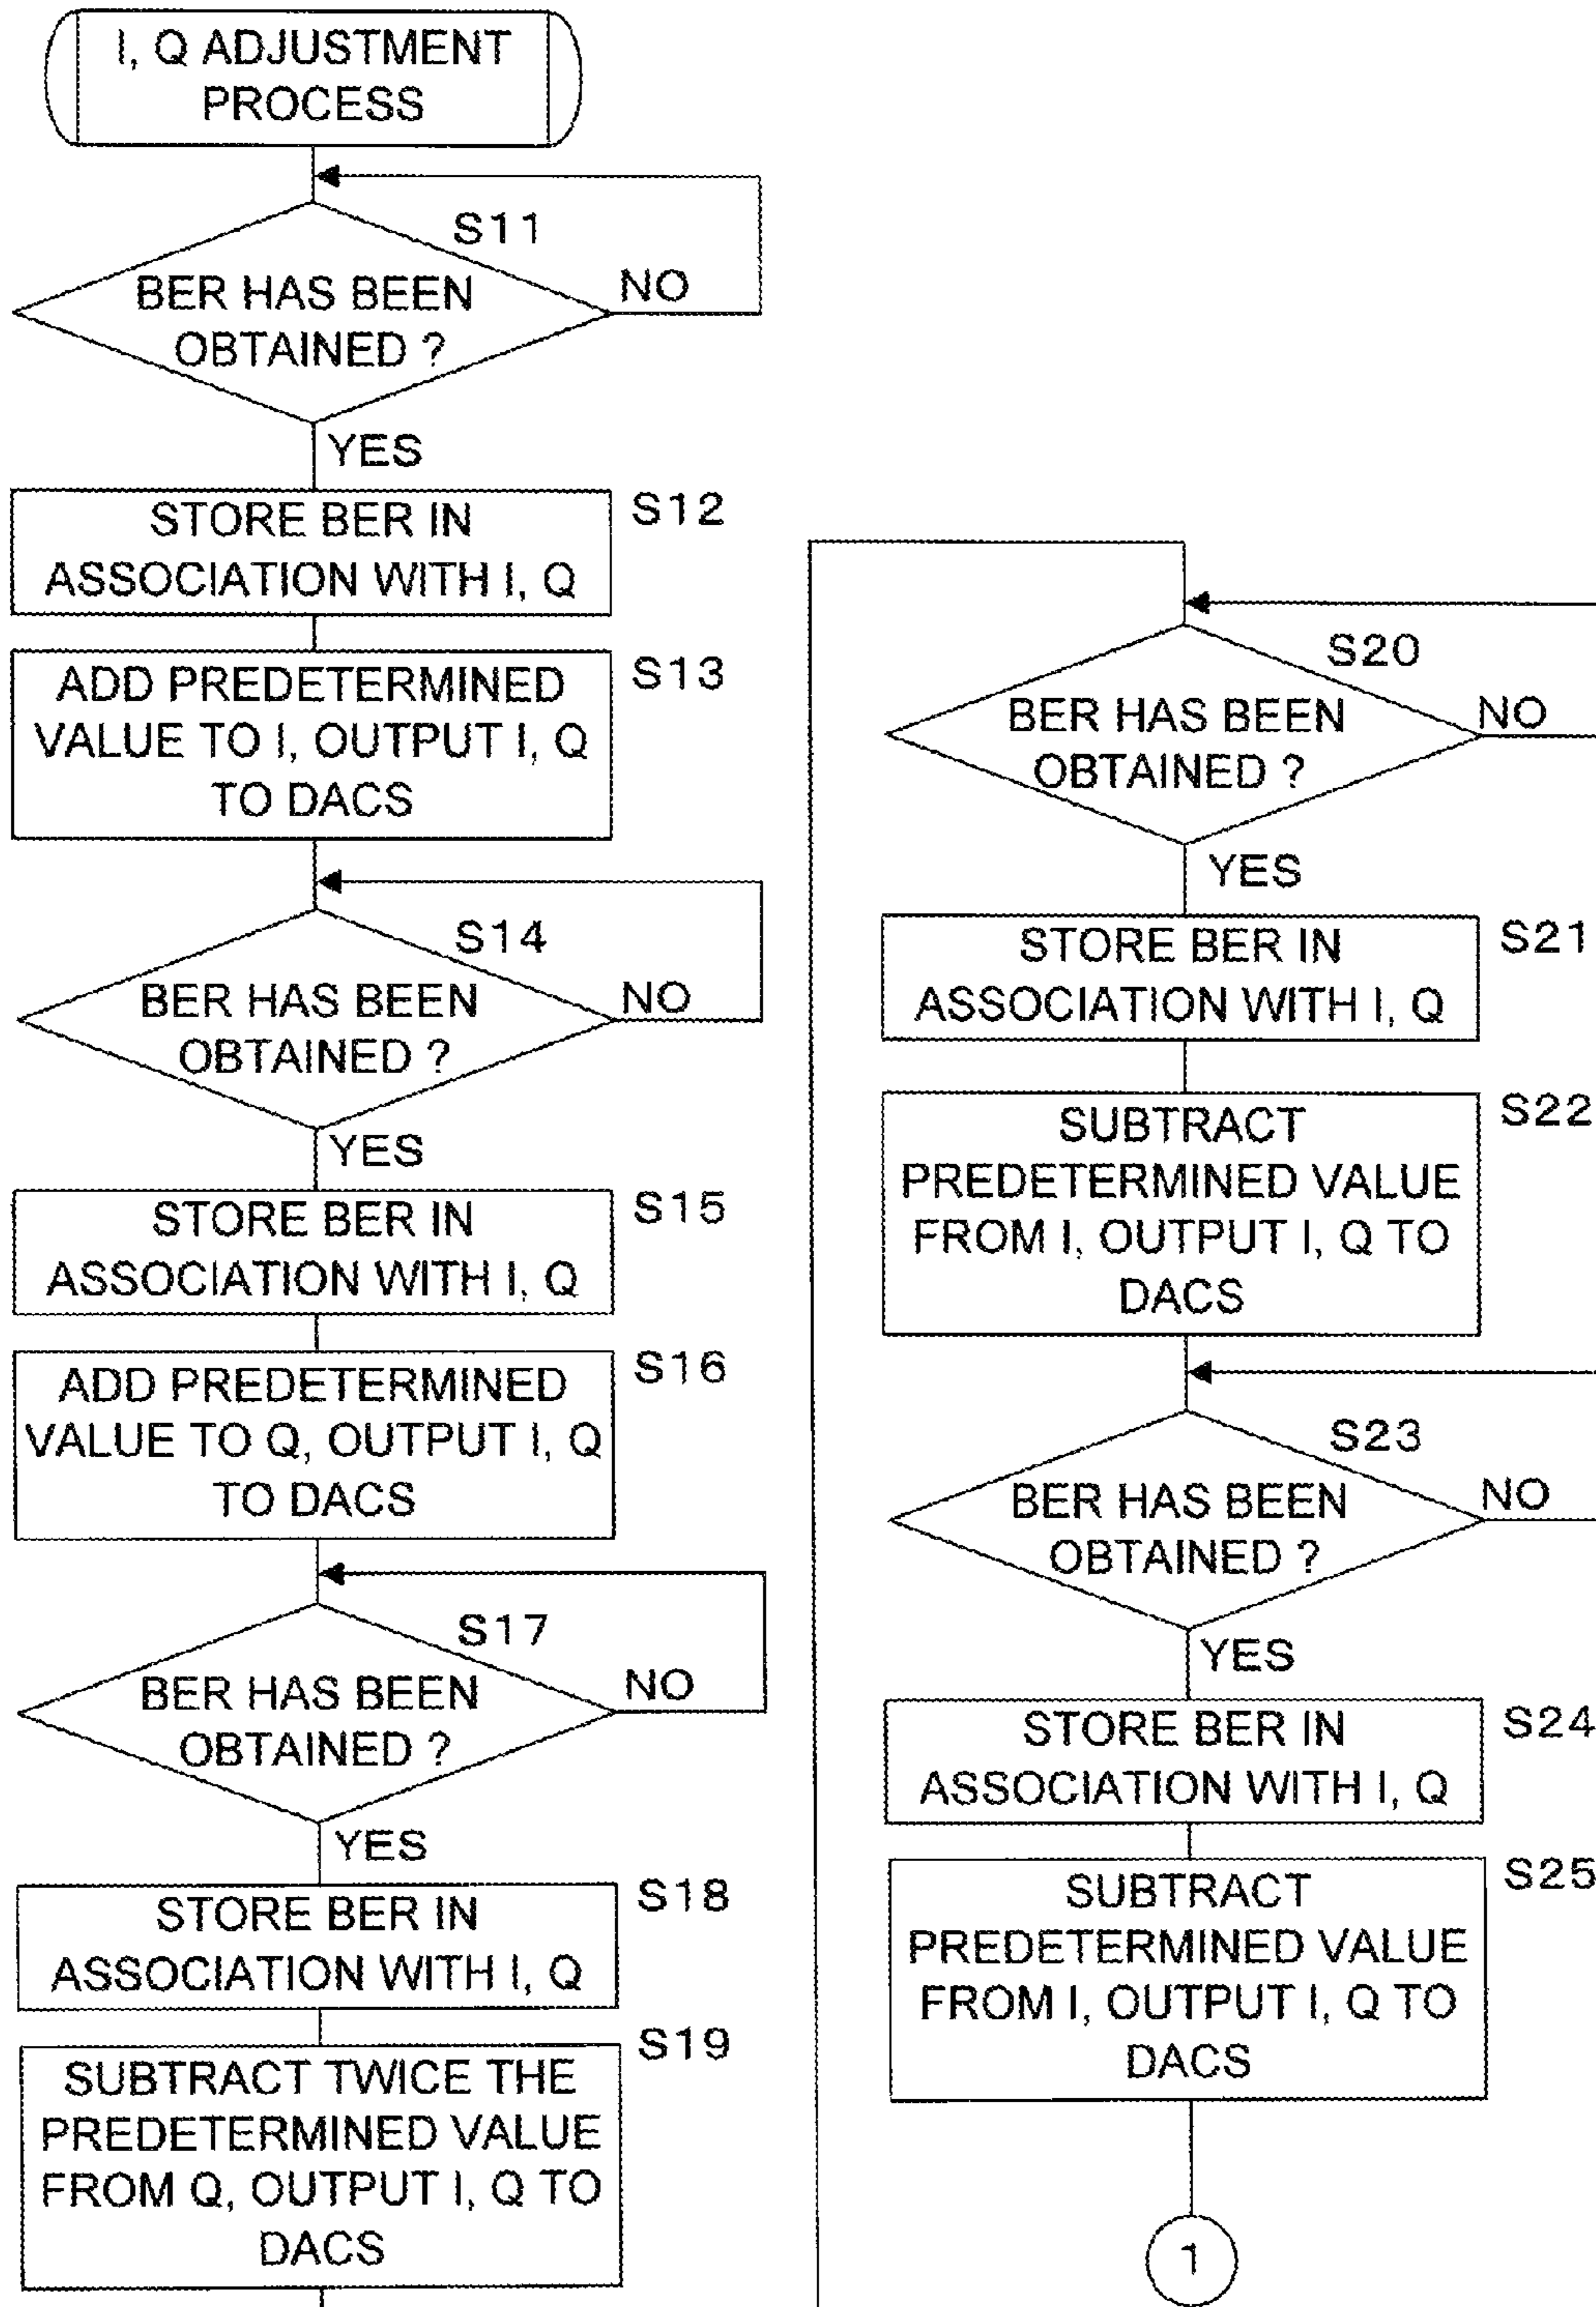 I, Q ADJUSTMENT
PROCESS
S11
BER HAS BEEN
OBTAINED ?
NO
YES
STORE BER IN
ASSOCIATION WITH I, Q
S12
ADD PREDETERMINED
VALUE TO I, OUTPUT I, Q
TO DACS
S13
S14
BER HAS BEEN
OBTAINED ?
NO
YES
STORE BER IN
ASSOCIATION WITH I, Q
S15
ADD PREDETERMINED
VALUE TO Q, OUTPUT I, Q
TO DACS
S16
S17
BER HAS BEEN
OBTAINED ?
NO
YES
STORE BER IN
ASSOCIATION WITH I, Q
S18
SUBTRACT TWICE THE
PREDETERMINED VALUE
FROM Q, OUTPUT I, Q TO
DACS
S19
S20
BER HAS BEEN
OBTAINED ?
NO
YES
STORE BER IN
ASSOCIATION WITH I, Q
S21
SUBTRACT
PREDETERMINED VALUE
FROM I, OUTPUT I, Q TO
DACS
S22
S23
BER HAS BEEN
OBTAINED ?
NO
YES
STORE BER IN
ASSOCIATION WITH I, Q
S24
SUBTRACT
PREDETERMINED VALUE
FROM I, OUTPUT I, Q TO
DACS
S25
1